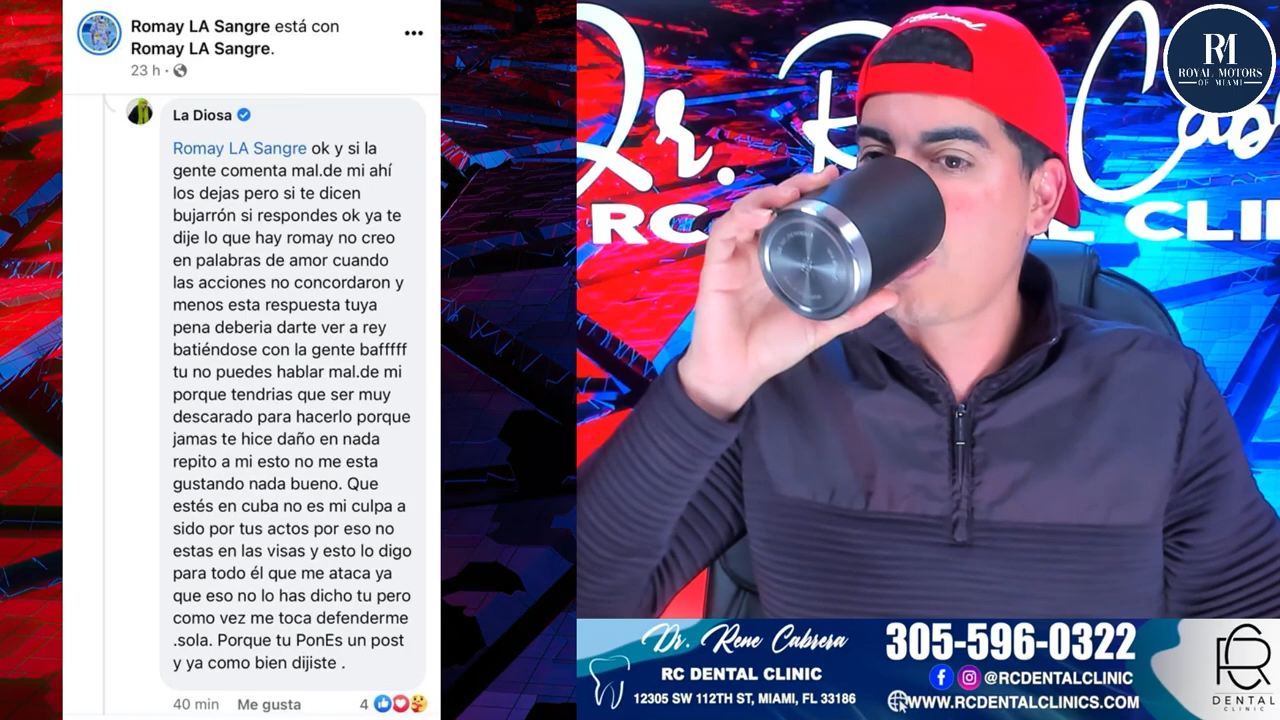 Romay LA Sangre está con
Romay LA Sangre.
23 h
La Diosa
Romay LA Sangre ok y si la
gente comenta mal.de mi ahí
los dejas pero si te dicen
bujarrón si respondes ok ya te
dije lo que hay romay no creo
en palabras de amor cuando
las acciones no concordaron y
menos esta respuesta tuya
pena deberia darte ver a rey
batiéndose con la gente bafffff
tu no puedes hablar mal.de mi
porque tendrias que ser muy
descarado para hacerlo porque
jamas te hice daño en nada
repito a mi esto no me esta
gustando nada bueno. Que
estés en cuba no es mi culpa a
sido por tus actos por eso no
estas en las visas y esto lo digo
para todo él que me ataca ya
que eso no lo has dicho tu pero
como vez me toca defenderme
.sola. Porque tu PonEs un post
y ya como bien dijiste .
40 min Me gusta 4
Dr. R Cab
RC DENTAL CLI
RM
ROYAL MOTORS
OF MIAMI
Dr. Rene Cabrera
RC DENTAL CLINIC
12305 SW 112TH ST, MIAMI, FL 33186
305-596-0322
@RCDENTALCLINIC
WWW.RCDENTALCLINICS.COM
RC
DENTAL
CLINIC